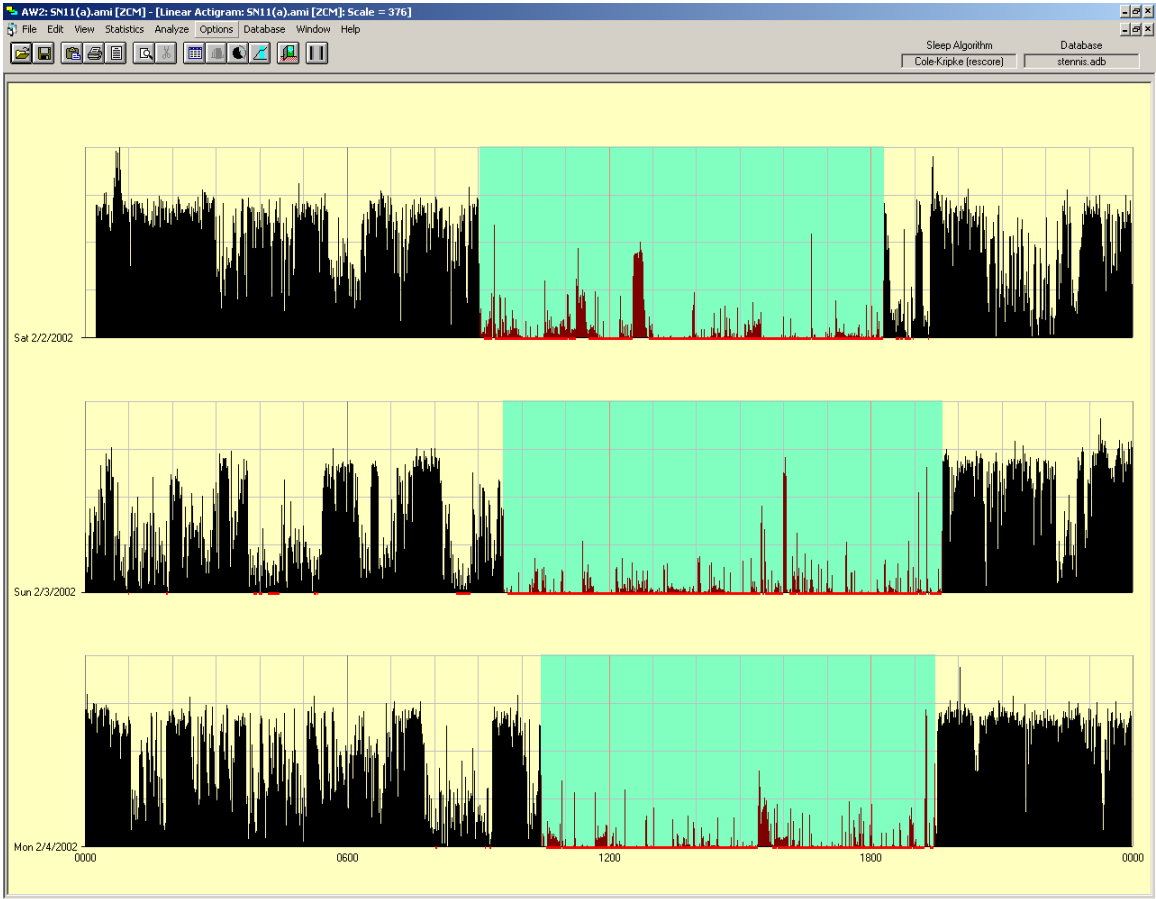 AW2: SN11(a).ami [ZCM] - [Linear Actigram: SN11(a).ami [ZCM]: Scale = 376]
File Edit View Statistics Analyze Options Database Window Help
Sleep Algorithm Database
Cole-Kripke (rescore) stennis.adb
Sat 2/2/2002
Sun 2/3/2002
Mon 2/4/2002
0000 0600 1200 1800 0000